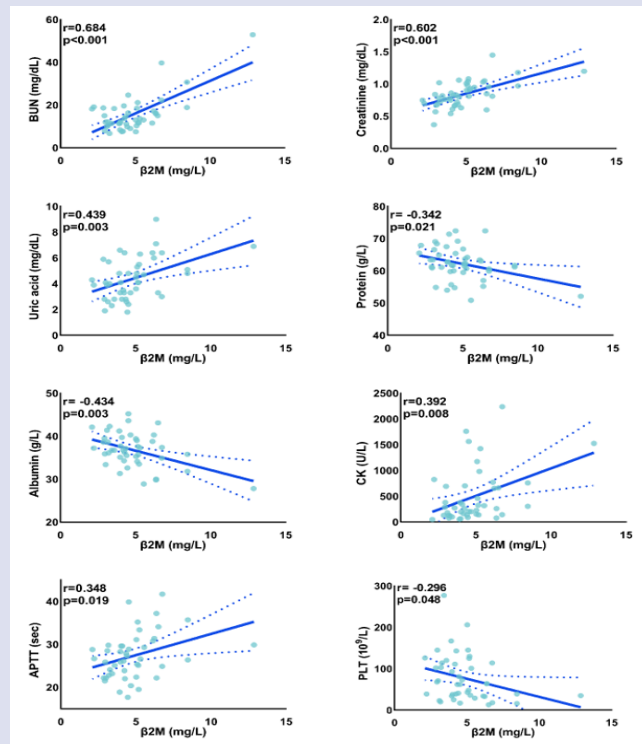 r=0.684
p<0.001
BUN (mg/dL)
60
40
20
0
0 5 10 15
β2M (mg/L)
r=0.602
p<0.001
Creatinine (mg/dL)
2.0
1.5
1.0
0.5
0.0
0 5 10 15
β2M (mg/L)
r=0.439
p=0.003
Uric acid (mg/dL)
10
8
6
4
2
0
0 5 10 15
β2M (mg/L)
r= -0.342
p=0.021
Protein (g/L)
80
70
60
50
40
0 5 10 15
β2M (mg/L)
r= -0.434
p=0.003
Albumin (g/L)
50
40
30
20
0 5 10 15
β2M (mg/L)
r=0.392
p=0.008
CK (U/L)
2500
2250
1750
1500
1000
500
250
0
0 5 10 15
β2M (mg/L)
r=0.348
p=0.019
APTT (sec)
40
30
20
0 5 10 15
β2M (mg/L)
r= -0.296
p=0.048
PLT (10⁹/L)
300
200
100
0
0 5 10 15
β2M (mg/L)